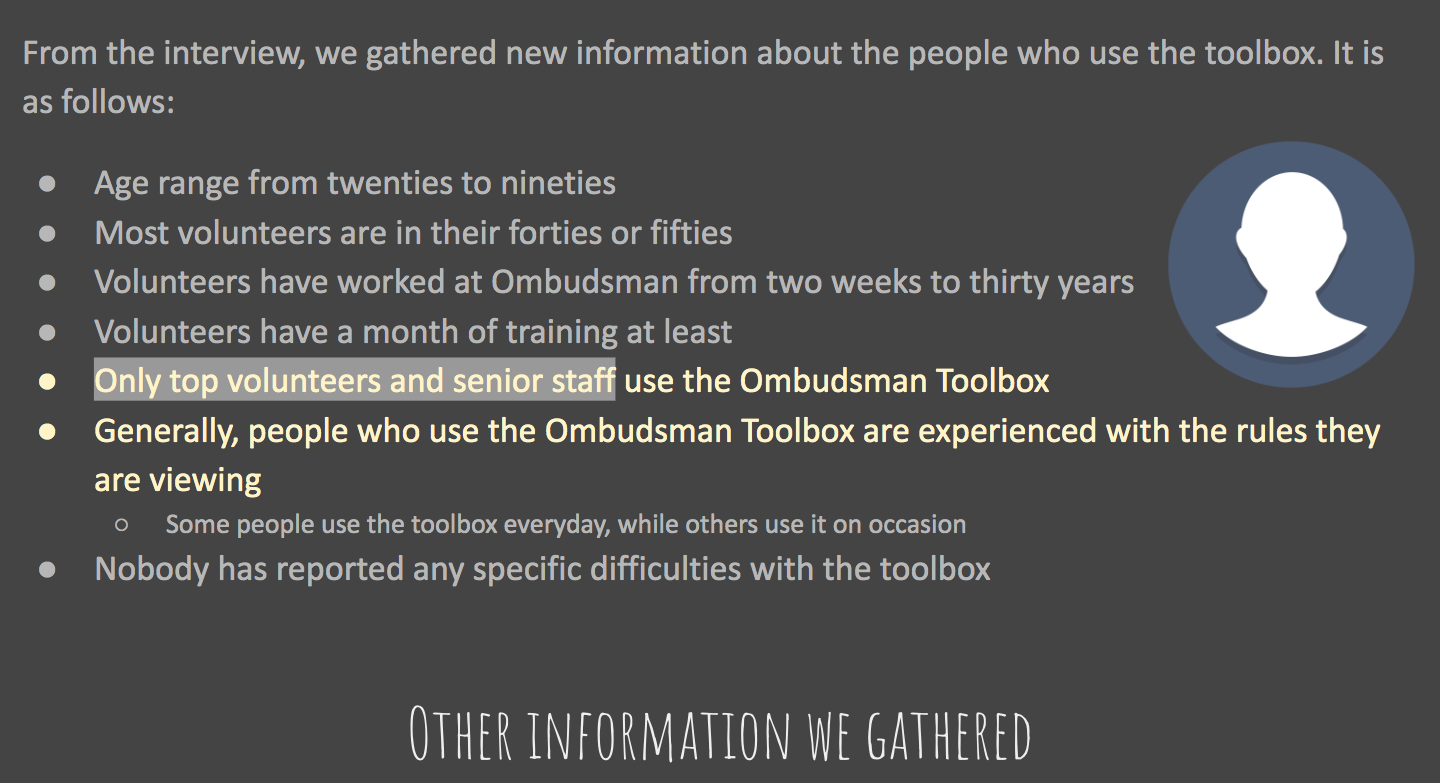 From the interview, we gathered new information about the people who use the toolbox. It is
as follows:
● Age range from twenties to nineties
● Most volunteers are in their forties or fifties
● Volunteers have worked at Ombudsman from two weeks to thirty years
● Volunteers have a month of training at least
● Only top volunteers and senior staff use the Ombudsman Toolbox
● Generally, people who use the Ombudsman Toolbox are experienced with the rules they
are viewing
○ Some people use the toolbox everyday, while others use it on occasion
● Nobody has reported any specific difficulties with the toolbox
Other information we gathered